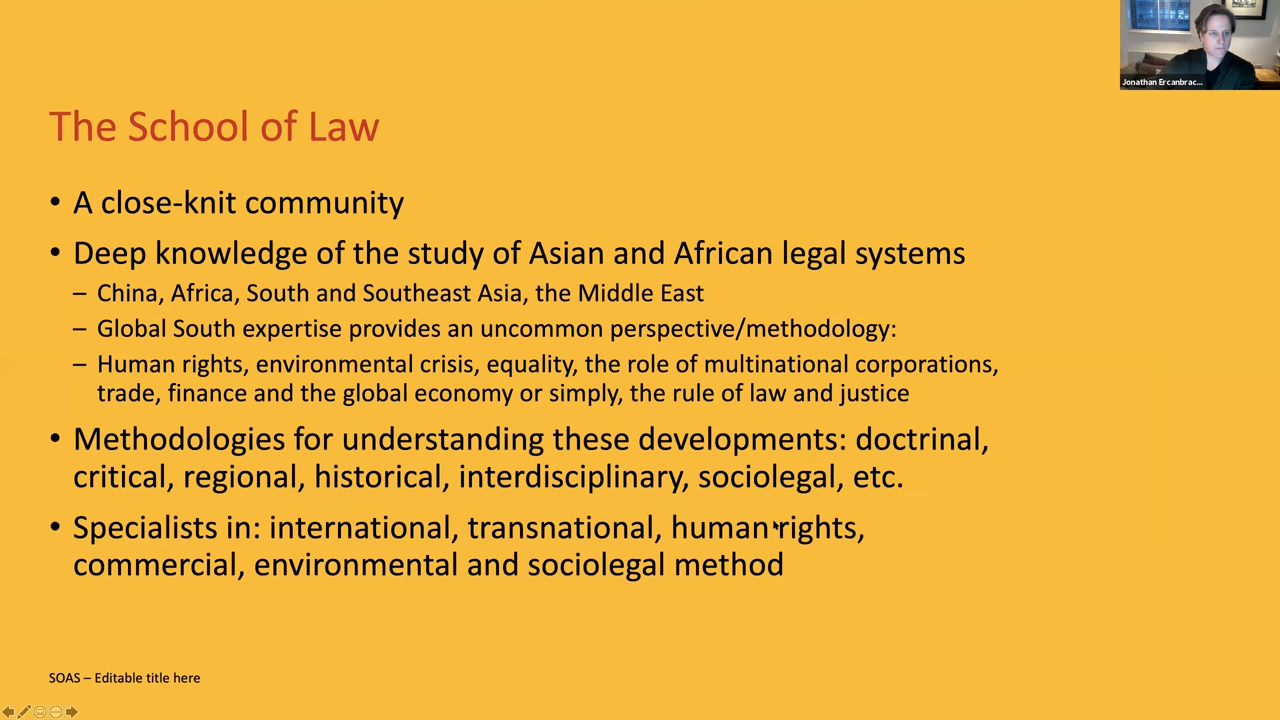 Jonathan Ercanbrac...
The School of Law
• A close-knit community
• Deep knowledge of the study of Asian and African legal systems
– China, Africa, South and Southeast Asia, the Middle East
– Global South expertise provides an uncommon perspective/methodology:
– Human rights, environmental crisis, equality, the role of multinational corporations,
trade, finance and the global economy or simply, the rule of law and justice
• Methodologies for understanding these developments: doctrinal,
critical, regional, historical, interdisciplinary, sociolegal, etc.
• Specialists in: international, transnational, human rights,
commercial, environmental and sociolegal method
SOAS – Editable title here